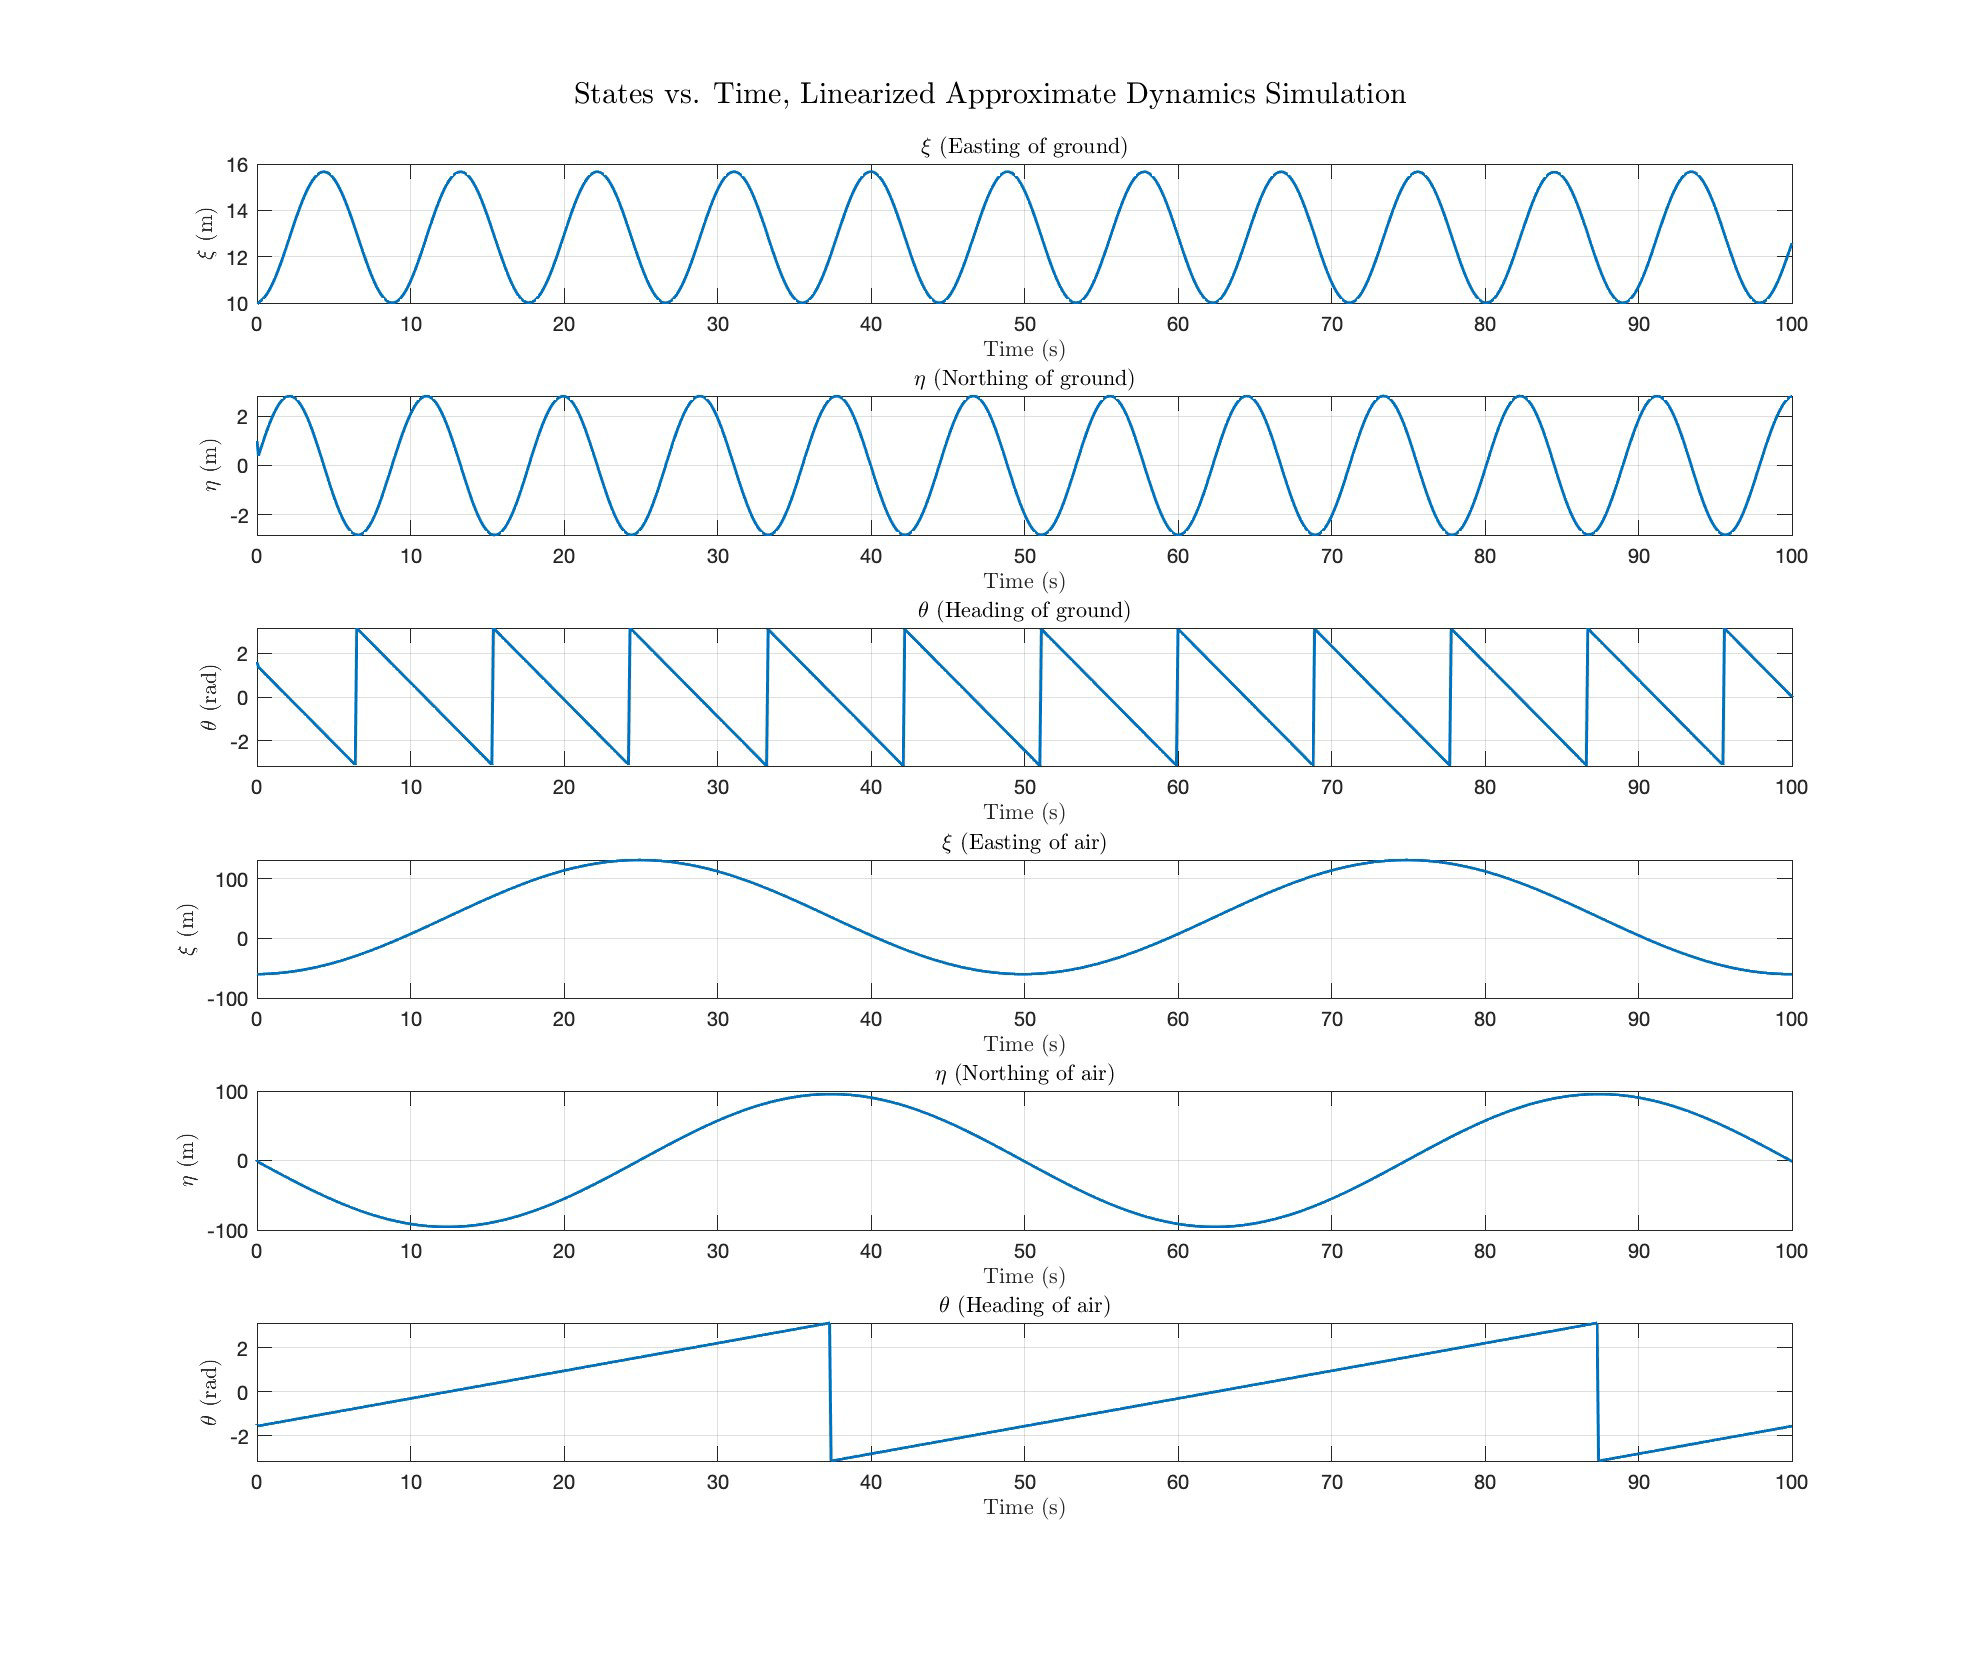 States vs. Time, Linearized Approximate Dynamics Simulation
ξ (Easting of ground)
16
14
12
10
ξ (m)
0 10 20 30 40 50 60 70 80 90 100
Time (s)
η (Northing of ground)
2
0
-2
η (m)
0 10 20 30 40 50 60 70 80 90 100
Time (s)
θ (Heading of ground)
2
0
-2
θ (rad)
0 10 20 30 40 50 60 70 80 90 100
Time (s)
ξ (Easting of air)
100
0
-100
ξ (m)
0 10 20 30 40 50 60 70 80 90 100
Time (s)
η (Northing of air)
100
0
-100
η (m)
0 10 20 30 40 50 60 70 80 90 100
Time (s)
θ (Heading of air)
2
0
-2
θ (rad)
0 10 20 30 40 50 60 70 80 90 100
Time (s)